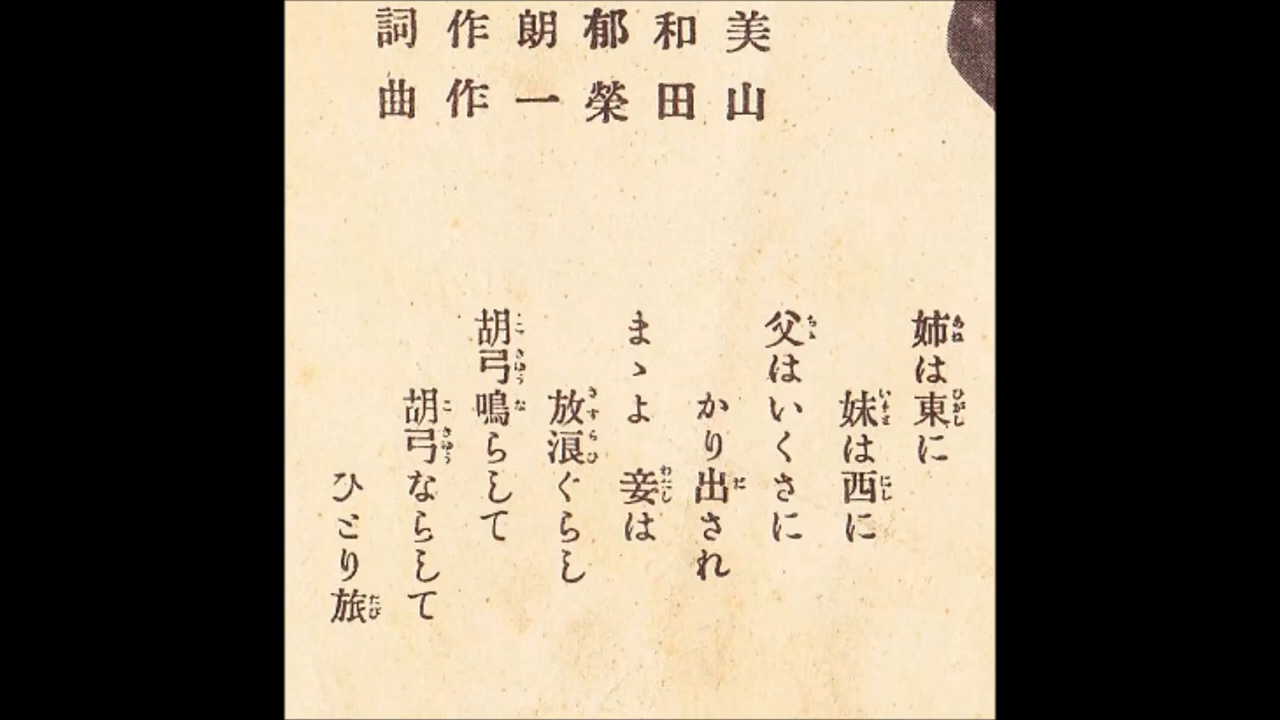 美和郁朗作詞
山田榮一作曲
姉は東に
妹は西に
父はいくさに
かり出され
まゝよ 妾は
放浪ぐらし
胡弓鳴らして
胡弓ならして
ひとり旅